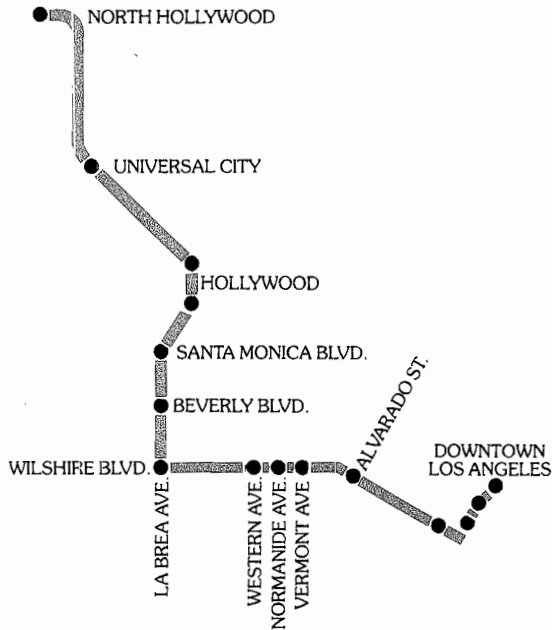 NORTH HOLLYWOOD
UNIVERSAL CITY
HOLLYWOOD
SANTA MONICA BLVD.
BEVERLY BLVD.
WILSHIRE BLVD.
LA BREA AVE.
WESTERN AVE.
NORMANDIE AVE.
VERMONT AVE.
ALVARADO ST.
DOWNTOWN
LOS ANGELES